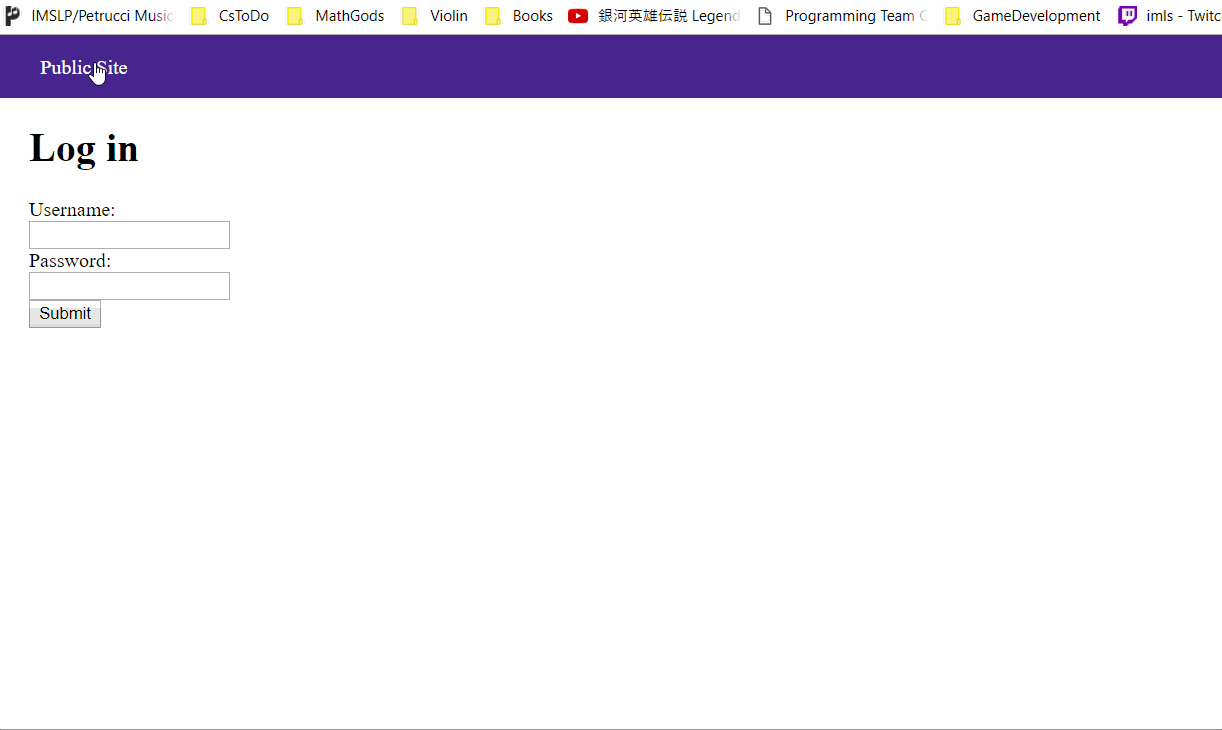 IMSLP/Petrucci Music CsToDo MathGods Violin Books 銀河英雄伝説 Legend Programming Team GameDevelopment imls - Twitch
Public Site
Log in
Username:
Password:
Submit